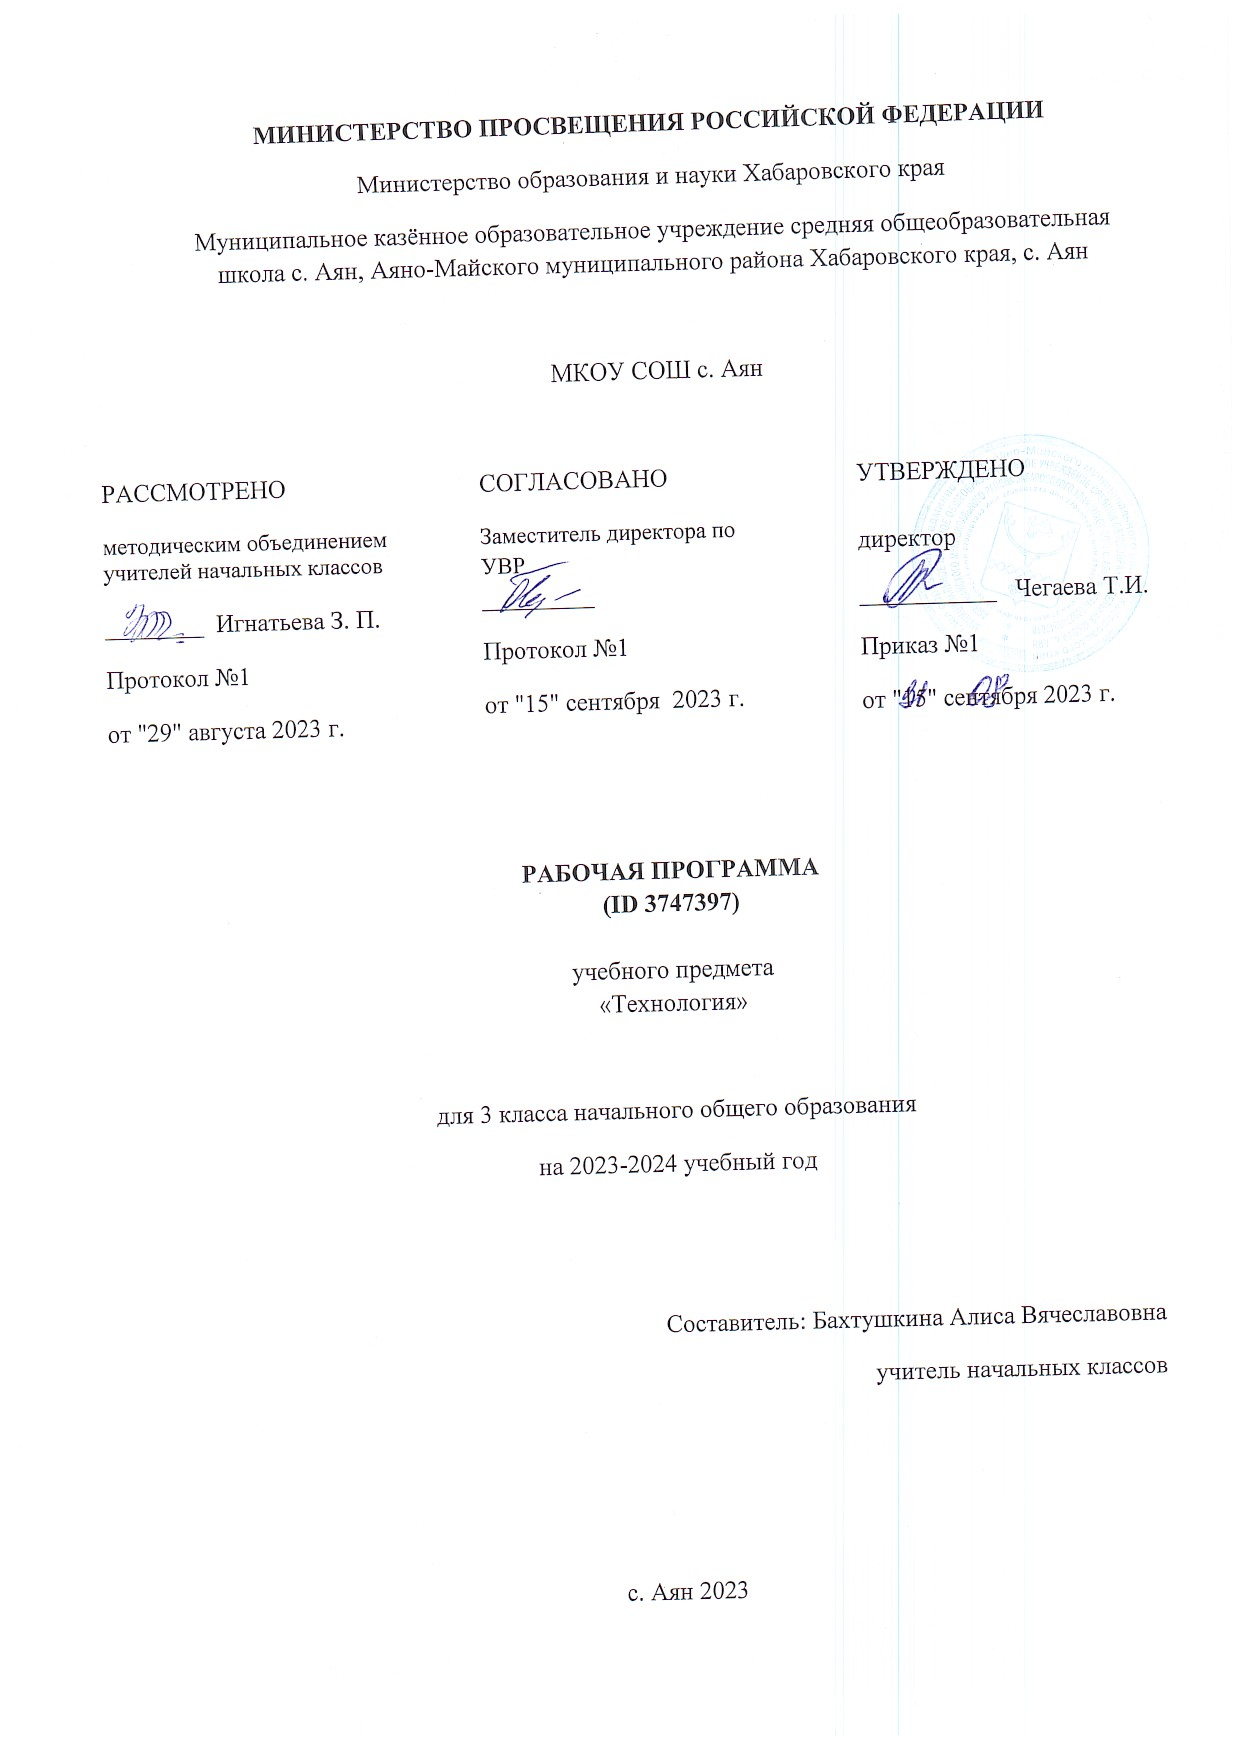 МИНИСТЕРСТВО ПРОСВЕЩЕНИЯ РОССИЙСКОЙ ФЕДЕРАЦИИ
Министерство образования и науки Хабаровского края
Муниципальное казённое образовательное учреждение средняя общеобразовательная
школа с. Аян, Аяно-Майского муниципального района Хабаровского края, с. Аян
МКОУ СОШ с. Аян
РАССМОТРЕНО
методическим объединением
учителей начальных классов
Игнатьева З. П.
Протокол №1
от "29" августа 2023 г.
СОГЛАСОВАНО
Заместитель директора по
УВР
Протокол №1
от "15" сентября 2023 г.
УТВЕРЖДЕНО
директор
Чегаева Т.И.
Приказ №1
от сентября 2023 г.
РАБОЧАЯ ПРОГРАММА
(ID 3747397)
учебного предмета
«Технология»
для 3 класса начального общего образования
на 2023-2024 учебный год
Составитель: Бахтушкина Алиса Вячеславовна
учитель начальных классов
с. Аян 2023